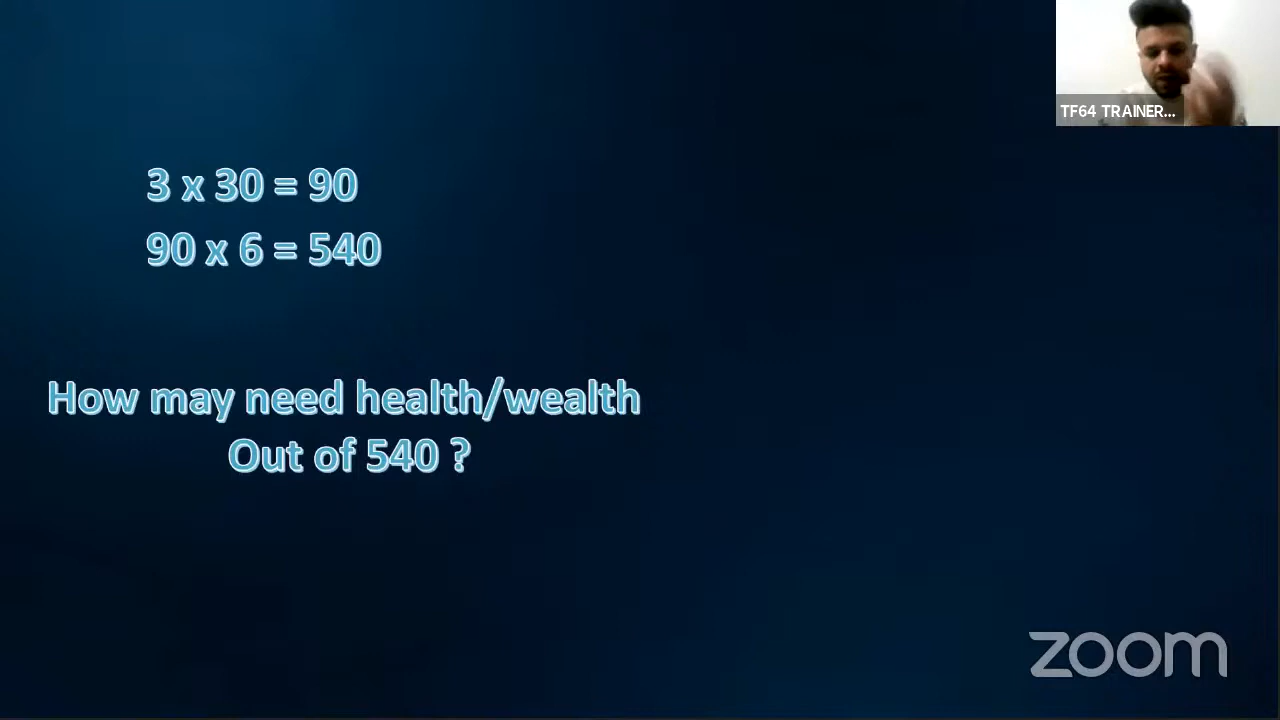 TF64 TRAINER...
3 x 30 = 90
90 x 6 = 540
How may need health/wealth
Out of 540 ?
zoom